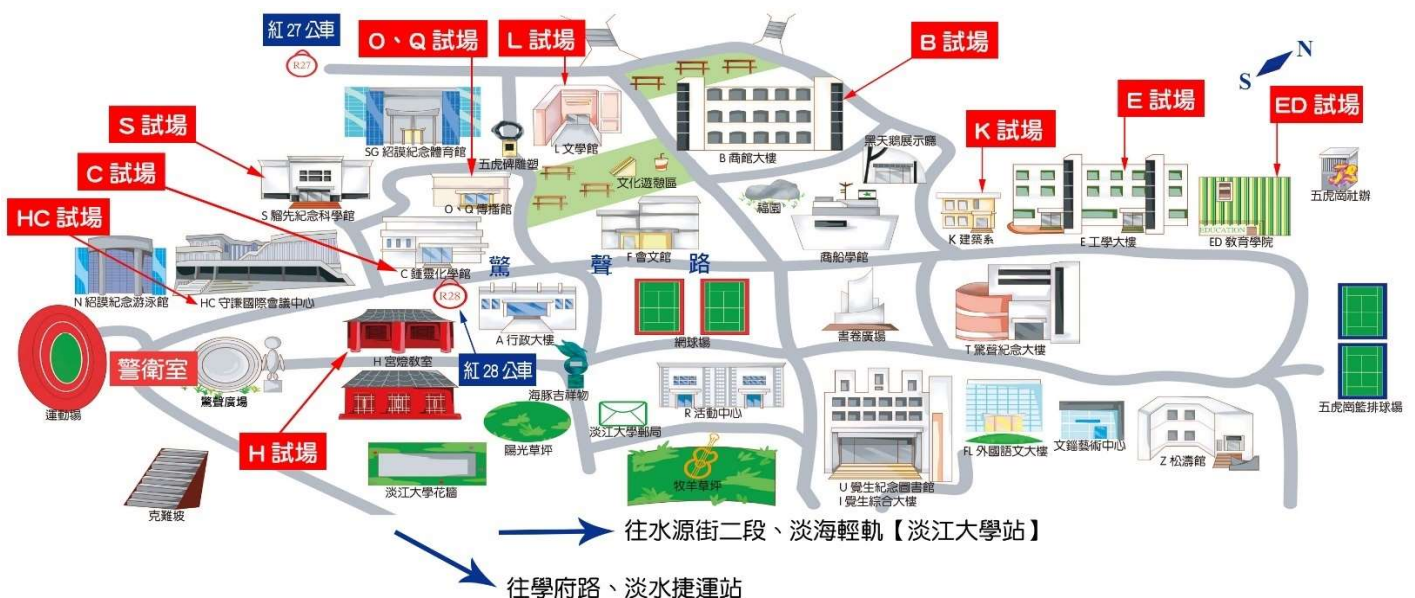 紅 27 公車
R27
O、Q 試場
L 試場
B 試場
N
S
S 試場
K 試場
E 試場
ED 試場
C 試場
HC 試場
SG 紹謨紀念體育館
五虎碑雕塑
L 文學館
B 商館大樓
黑天鵝展示廳
S 騮先紀念科學館
O、Q 傳播館
文化遊憩區
福園
五虎崗社辦
N 紹謨紀念游泳館
HC 守謙國際會議中心
C 鍾靈化學館
F 會文館
商船學館
K 建築系
E 工學大樓
EDUCATION
ED 教育學院
驚聲路
R28
A 行政大樓
網球場
書卷廣場
T 驚聲紀念大樓
警衛室
H 宮燈教室
紅 28 公車
運動場
驚聲廣場
海豚吉祥物
R 活動中心
五虎崗籃排球場
H 試場
陽光草坪
淡江大學郵局
FL 外國語文大樓
文錙藝術中心
Z 松濤館
克難坡
淡江大學花牆
牧羊草坪
U 覺生紀念圖書館
I 覺生綜合大樓
往水源街二段、淡海輕軌【淡江大學站】
往學府路、淡水捷運站